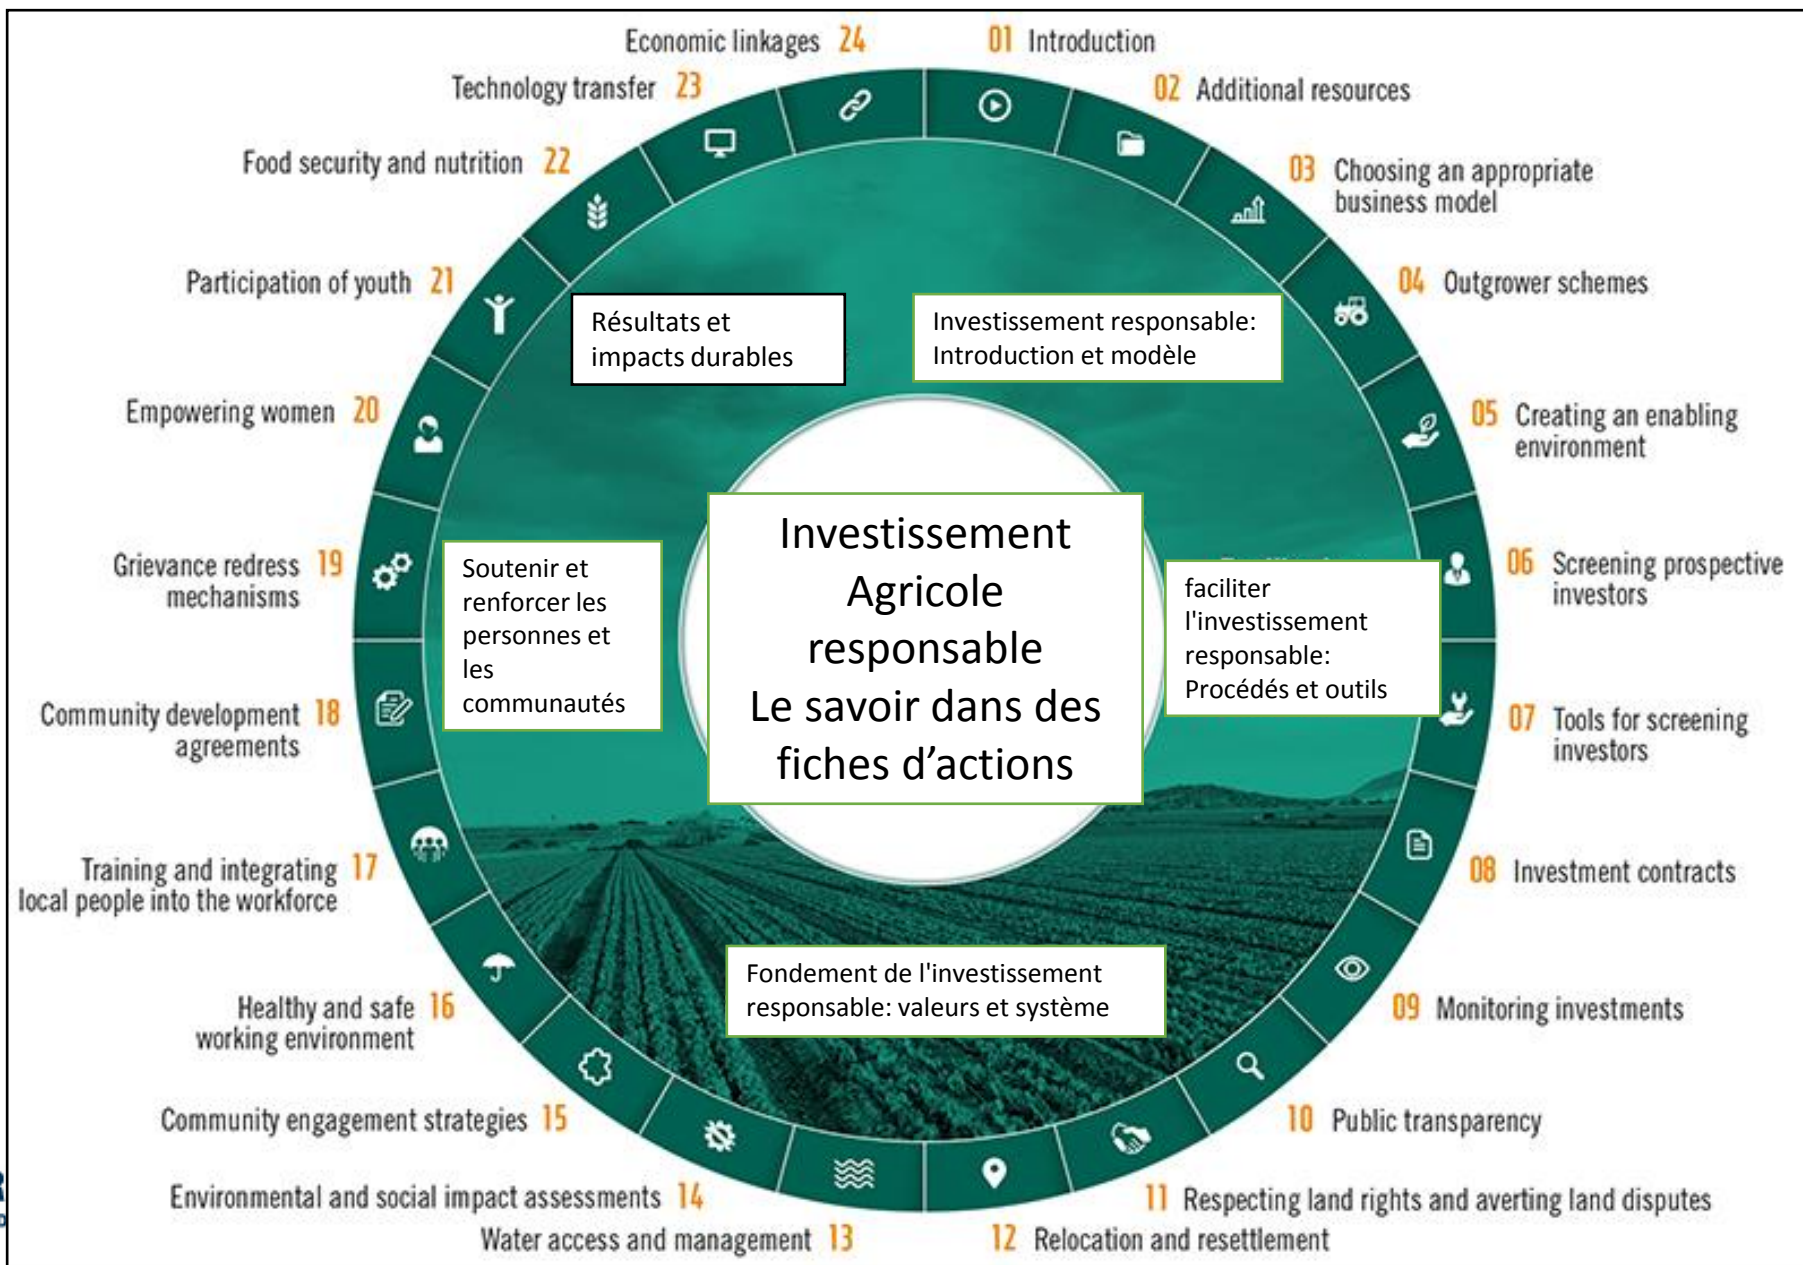 Economic linkages 24
01 Introduction
Technology transfer 23
02 Additional resources
Food security and nutrition 22
03 Choosing an appropriate
business model
Participation of youth 21
04 Outgrower schemes
Résultats et
impacts durables
Investissement responsable:
Introduction et modèle
Empowering women 20
05 Creating an enabling
environment
Grievance redress 19
mechanisms
06 Screening prospective
investors
Soutenir et
renforcer les
personnes et
les
communautés
Investissement
Agricole
responsable
Le savoir dans des
fiches d’actions
faciliter
l'investissement
responsable:
Procédés et outils
Community development 18
agreements
07 Tools for screening
investors
Training and integrating 17
local people into the workforce
08 Investment contracts
Fondement de l'investissement
responsable: valeurs et système
Healthy and safe 16
working environment
09 Monitoring investments
Community engagement strategies 15
10 Public transparency
Environmental and social impact assessments 14
11 Respecting land rights and averting land disputes
Water access and management 13
12 Relocation and resettlement